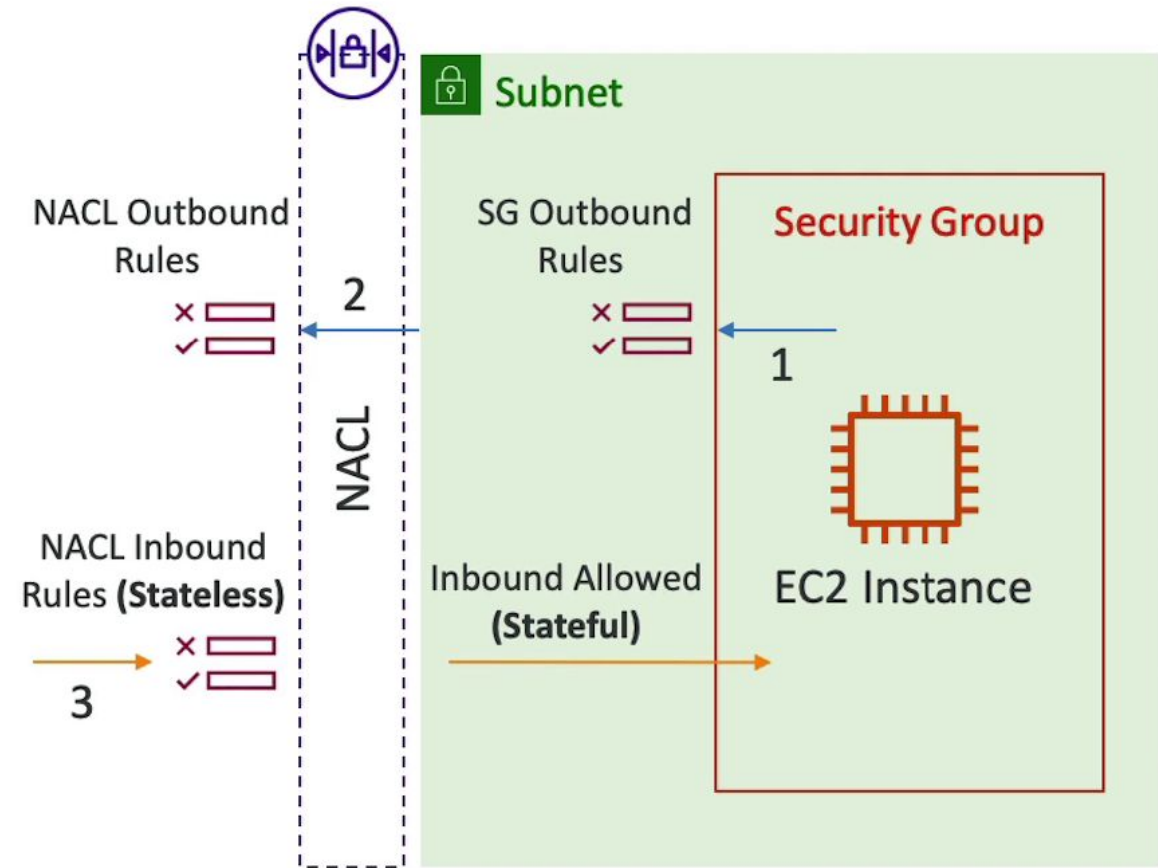 Subnet
NACL Outbound
Rules
SG Outbound
Rules
Security Group
2
1
NACL
NACL Inbound
Rules (Stateless)
Inbound Allowed
(Stateful)
EC2 Instance
3